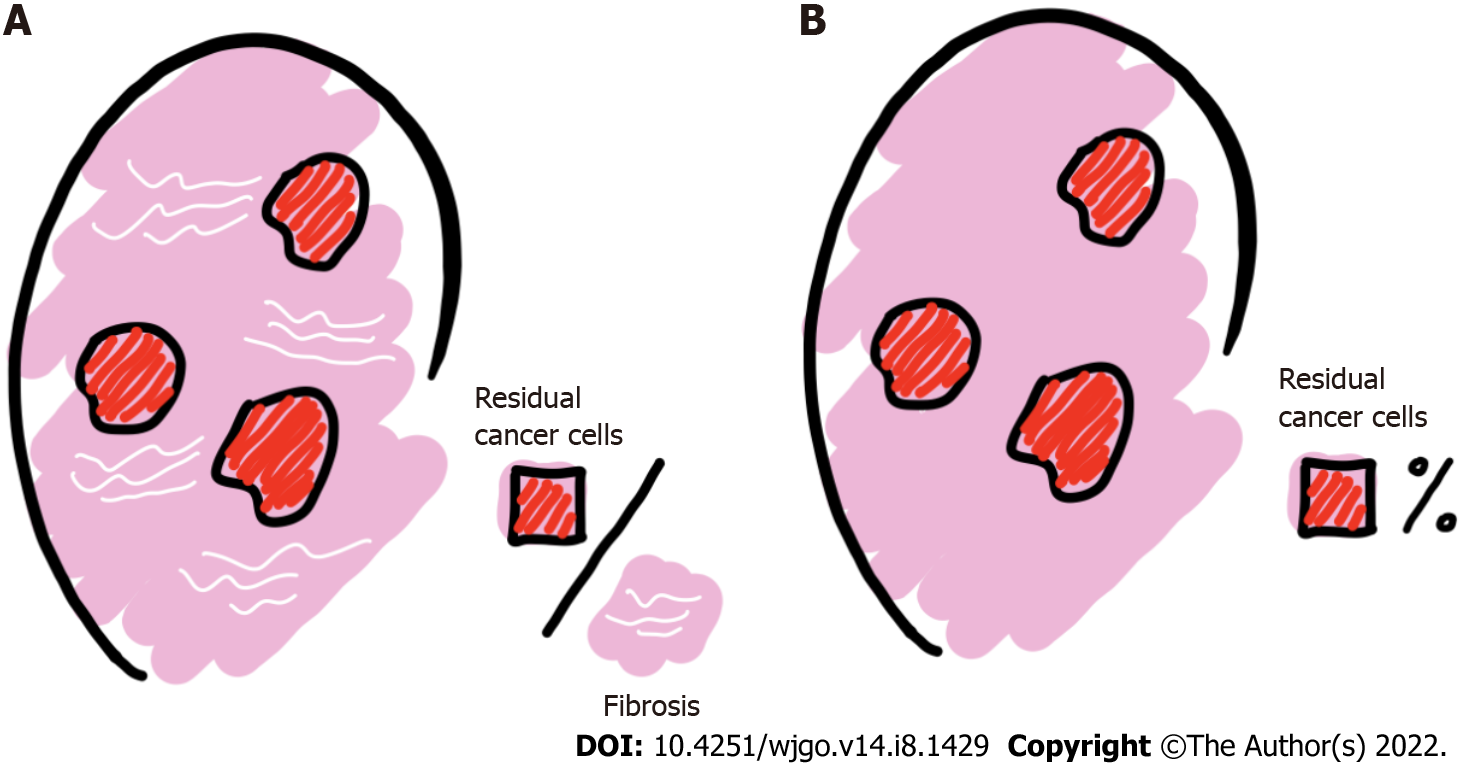 A
B
Residual
cancer cells
Fibrosis
Residual
cancer cells
%
DOI: 10.4251/wjgo.v14.i8.1429 Copyright ©The Author(s) 2022.